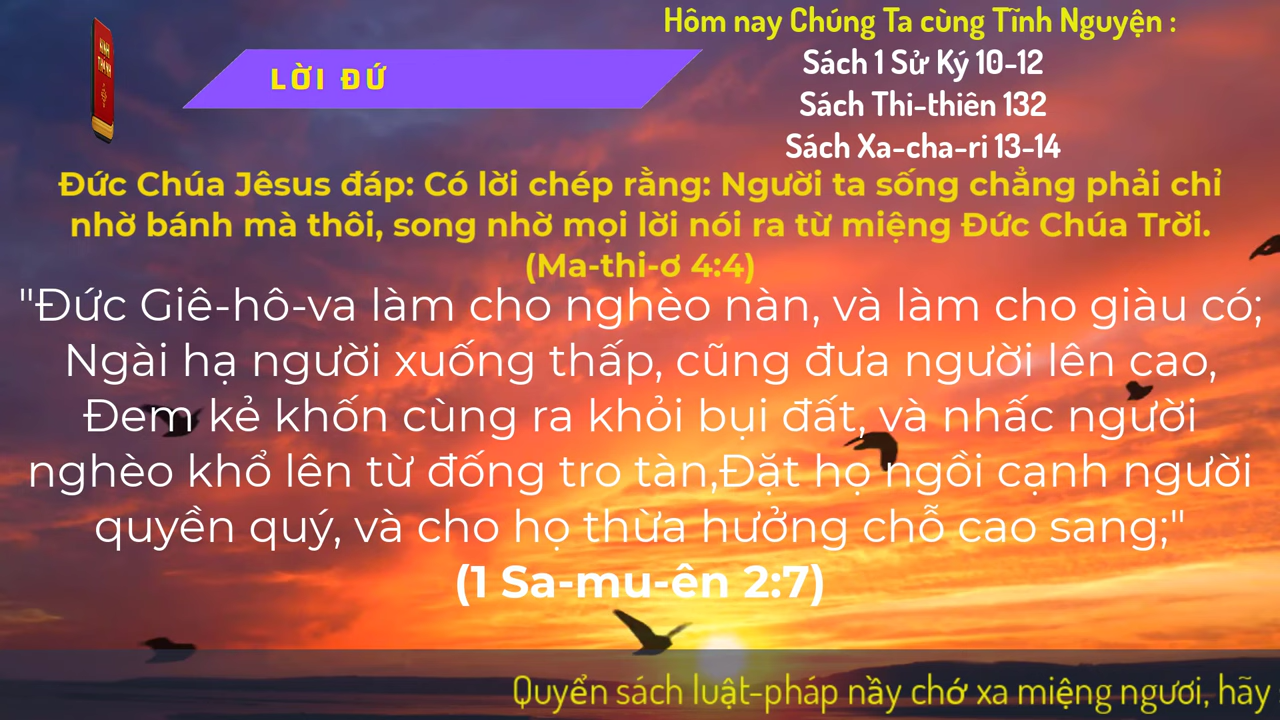 KINH
THÁNH
LỜI ĐỨ
Hôm nay Chúng Ta cùng Tĩnh Nguyện :
Sách 1 Sử Ký 10-12
Sách Thi-thiên 132
Sách Xa-cha-ri 13-14
Đức Chúa Jêsus đáp: Có lời chép rằng: Người ta sống chẳng phải chỉ
nhờ bánh mà thôi, song nhờ mọi lời nói ra từ miệng Đức Chúa Trời.
(Ma-thi-ơ 4:4)
"Đức Giê-hô-va làm cho nghèo nàn, và làm cho giàu có;
Ngài hạ người xuống thấp, cũng đưa người lên cao,
Đem kẻ khốn cùng ra khỏi bụi đất, và nhấc người
nghèo khổ lên từ đống tro tàn,Đặt họ ngồi cạnh người
quyền quý, và cho họ thừa hưởng chỗ cao sang;"
(1 Sa-mu-ên 2:7)
Quyển sách luật-pháp nầy chớ xa miệng ngươi, hãy